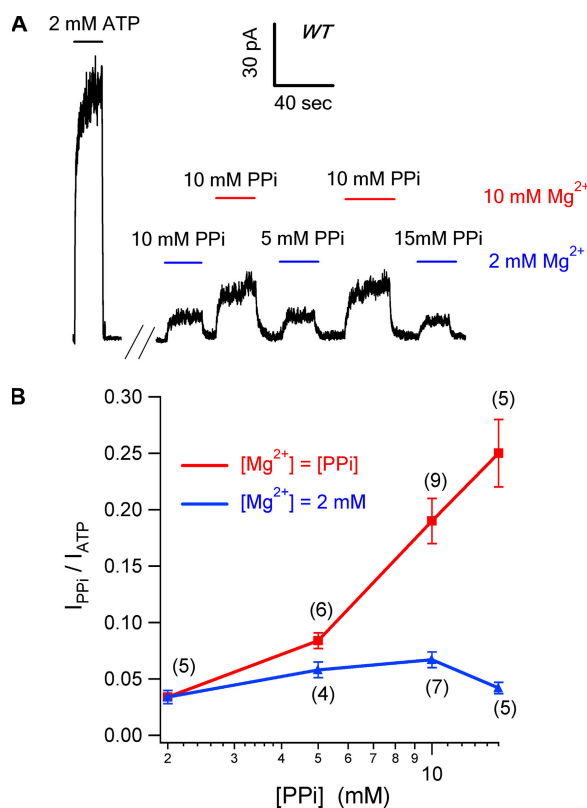 A
2 mM ATP
WT
30 pA
40 sec
10 mM PPi 10 mM PPi
10 mM Mg²⁺
10 mM PPi 5 mM PPi 15mM PPi
2 mM Mg²⁺
B
0.30
0.25
0.20
0.15
0.10
0.05
0.00
I_PPi / I_ATP
[Mg²⁺] = [PPi]
[Mg²⁺] = 2 mM
(5)
(9)
(6)
(5)
(4)
(7)
(5)
2 3 4 5 6 7 8 9 10
[PPi] (mM)